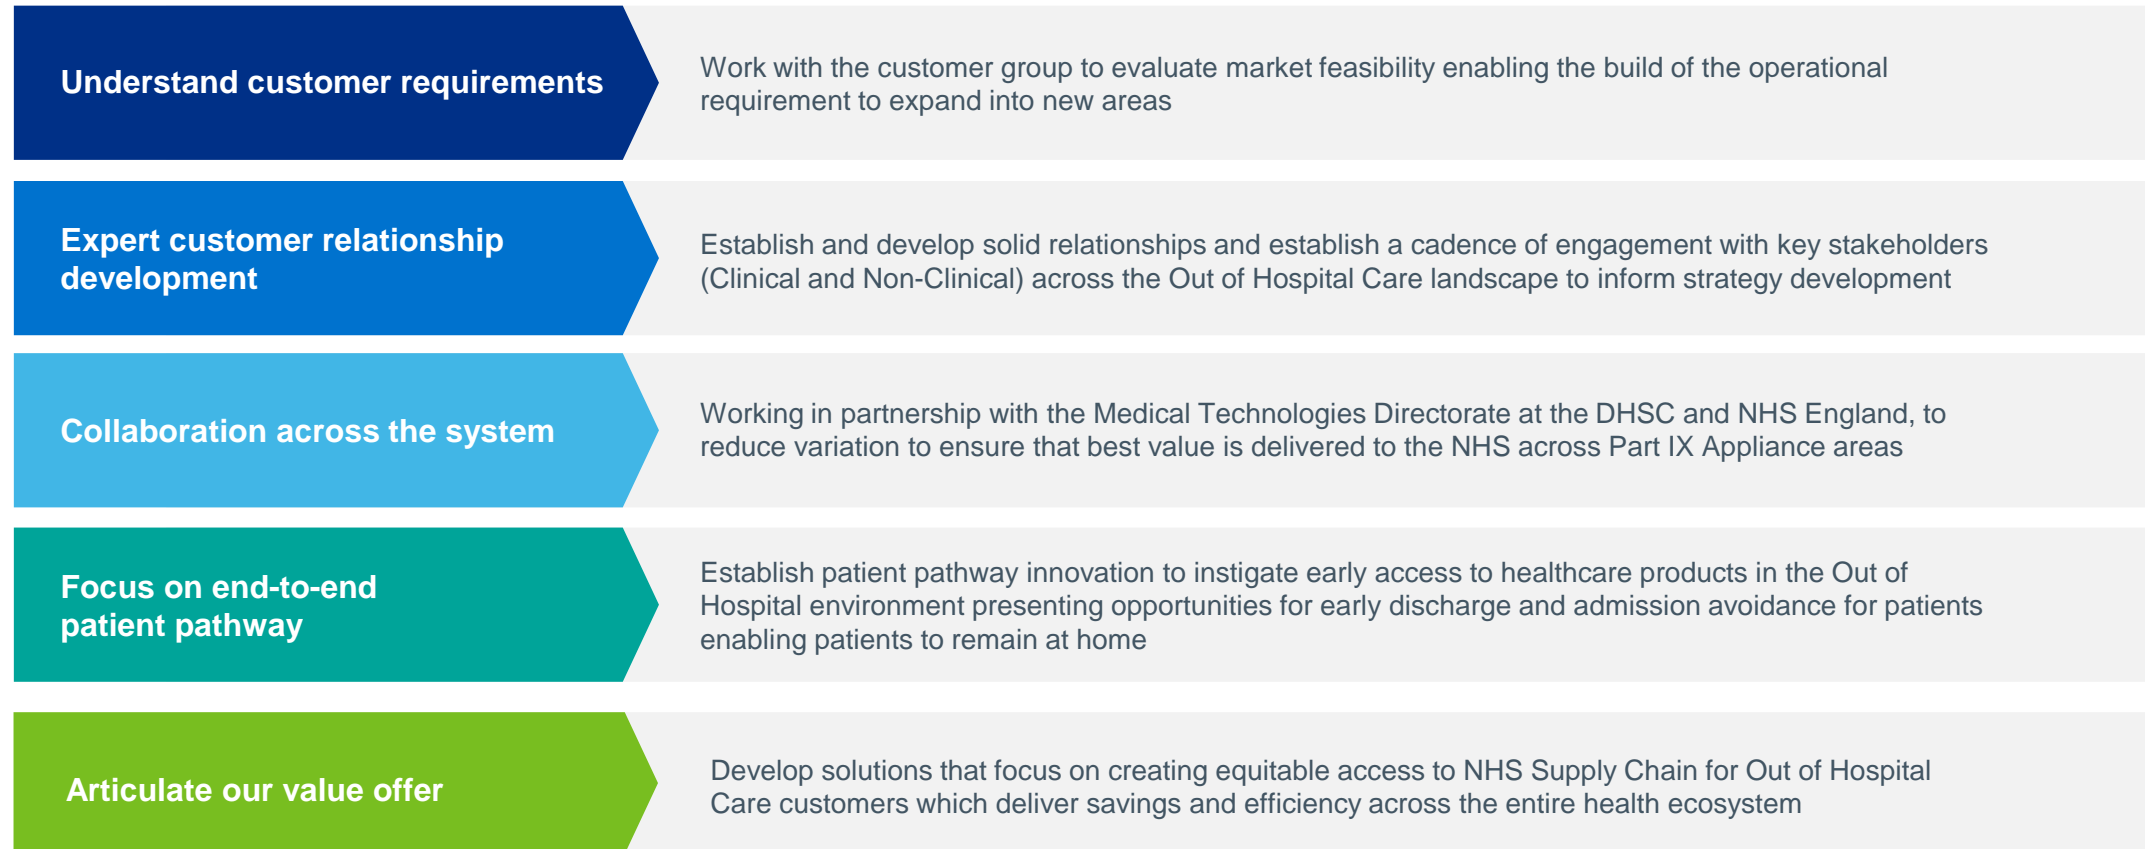 Understand customer requirements
Work with the customer group to evaluate market feasibility enabling the build of the operational
requirement to expand into new areas
Expert customer relationship
development
Establish and develop solid relationships and establish a cadence of engagement with key stakeholders
(Clinical and Non-Clinical) across the Out of Hospital Care landscape to inform strategy development
Collaboration across the system
Working in partnership with the Medical Technologies Directorate at the DHSC and NHS England, to
reduce variation to ensure that best value is delivered to the NHS across Part IX Appliance areas
Focus on end-to-end
patient pathway
Establish patient pathway innovation to instigate early access to healthcare products in the Out of
Hospital environment presenting opportunities for early discharge and admission avoidance for patients
enabling patients to remain at home
Articulate our value offer
Develop solutions that focus on creating equitable access to NHS Supply Chain for Out of Hospital
Care customers which deliver savings and efficiency across the entire health ecosystem